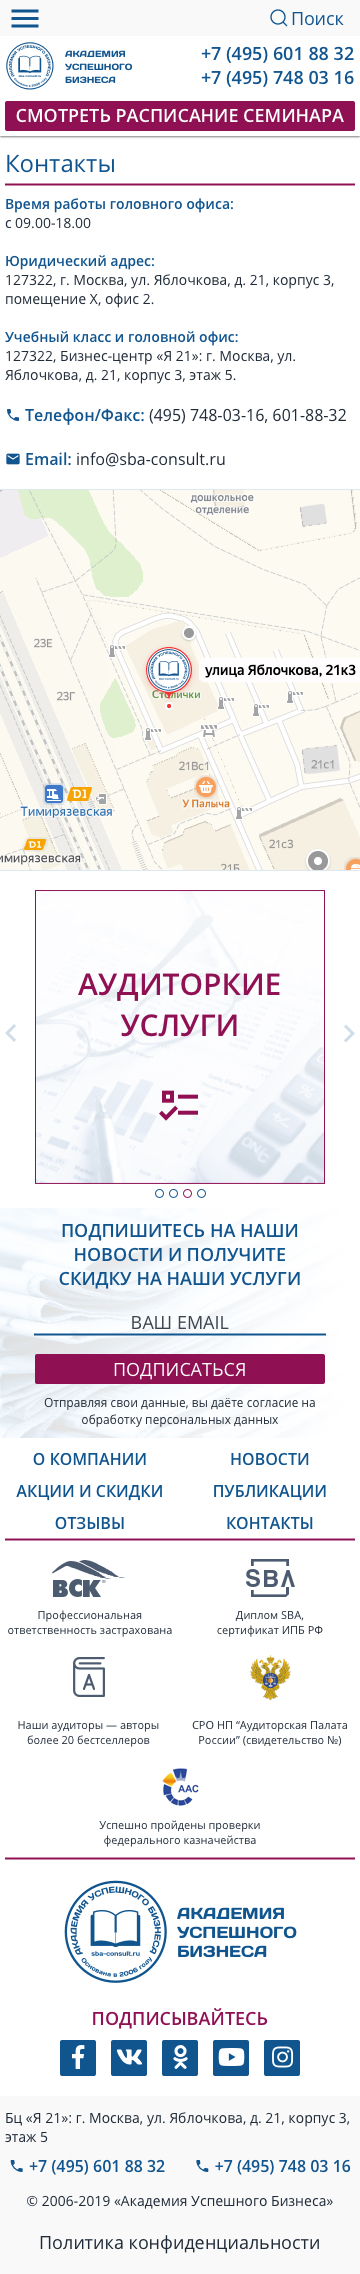 Поиск
АКАДЕМИЯ
УСПЕШНОГО
БИЗНЕСА
+7 (495) 601 88 32
+7 (495) 748 03 16
СМОТРЕТЬ РАСПИСАНИЕ СЕМИНАРА
Контакты
Время работы головного офиса:
с 09.00-18.00
Юридический адрес:
127322, г. Москва, ул. Яблочкова, д. 21, корпус 3,
помещение X, офис 2.
Учебный класс и головной офис:
127322, Бизнес-центр «Я 21»: г. Москва, ул.
Яблочкова, д. 21, корпус 3, этаж 5.
Телефон/Факс: (495) 748-03-16, 601-88-32
Email: info@sba-consult.ru
дошкольное
отделение
23Е
улица Яблочкова, 21к3
23Г
Столички
21Вс1
21с1
D1
У Палыча
Тимирязевская
D1
21с3
имирязевская
21Б
АУДИТОРКИЕ
УСЛУГИ
ПОДПИШИТЕСЬ НА НАШИ
НОВОСТИ И ПОЛУЧИТЕ
СКИДКУ НА НАШИ УСЛУГИ
ВАШ EMAIL
ПОДПИСАТЬСЯ
Отправляя свои данные, вы даёте согласие на
обработку персональных данных
О КОМПАНИИ
НОВОСТИ
АКЦИИ И СКИДКИ
ПУБЛИКАЦИИ
ОТЗЫВЫ
КОНТАКТЫ
ВСК
SBA
Профессиональная
ответственность застрахована
Диплом SBA,
сертификат ИПБ РФ
A
Наши аудиторы — авторы
более 20 бестселлеров
СРО НП “Аудиторская Палата
России” (свидетельство №)
ААС
Успешно пройдены проверки
федерального казначейства
АКАДЕМИЯ УСПЕШНОГО БИЗНЕСА
sba-consult.ru
Основана в 2006 году
АКАДЕМИЯ
УСПЕШНОГО
БИЗНЕСА
ПОДПИСЫВАЙТЕСЬ
Бц «Я 21»: г. Москва, ул. Яблочкова, д. 21, корпус 3,
этаж 5
+7 (495) 601 88 32
+7 (495) 748 03 16
© 2006-2019 «Академия Успешного Бизнеса»
Политика конфиденциальности